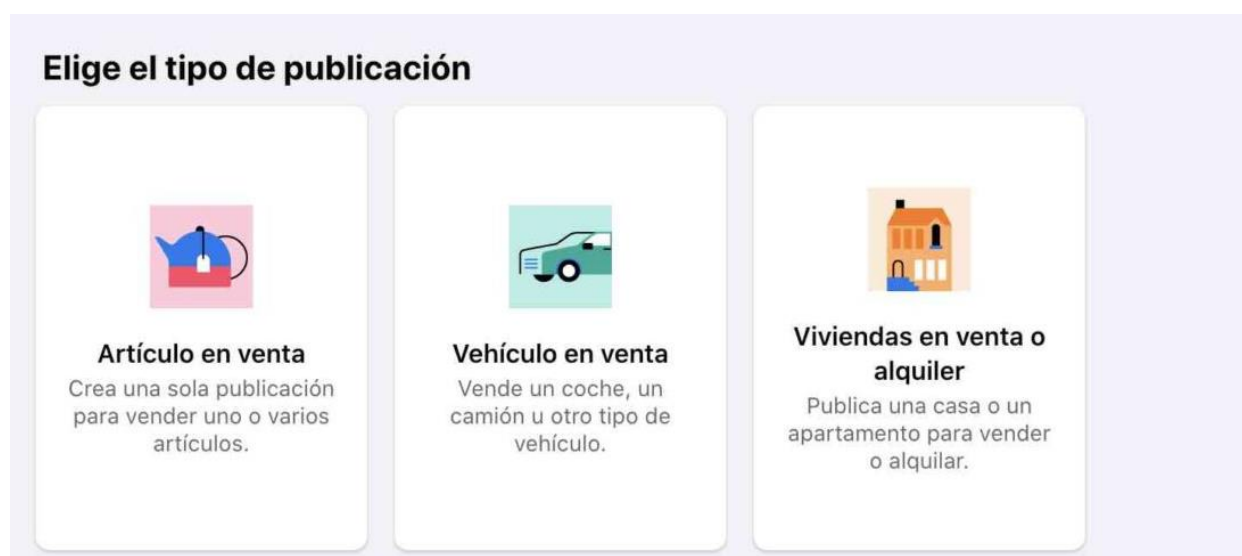 Elige el tipo de publicación
Artículo en venta
Crea una sola publicación
para vender uno o varios
artículos.
Vehículo en venta
Vende un coche, un
camión u otro tipo de
vehículo.
Viviendas en venta o
alquiler
Publica una casa o un
apartamento para vender
o alquilar.